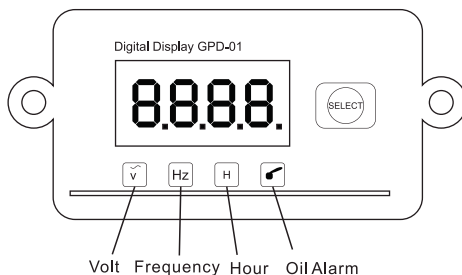 Digital Display GPD-01
8.8.8.8.
SELECT
ṽ Hz H
Volt Frequency Hour Oil Alarm